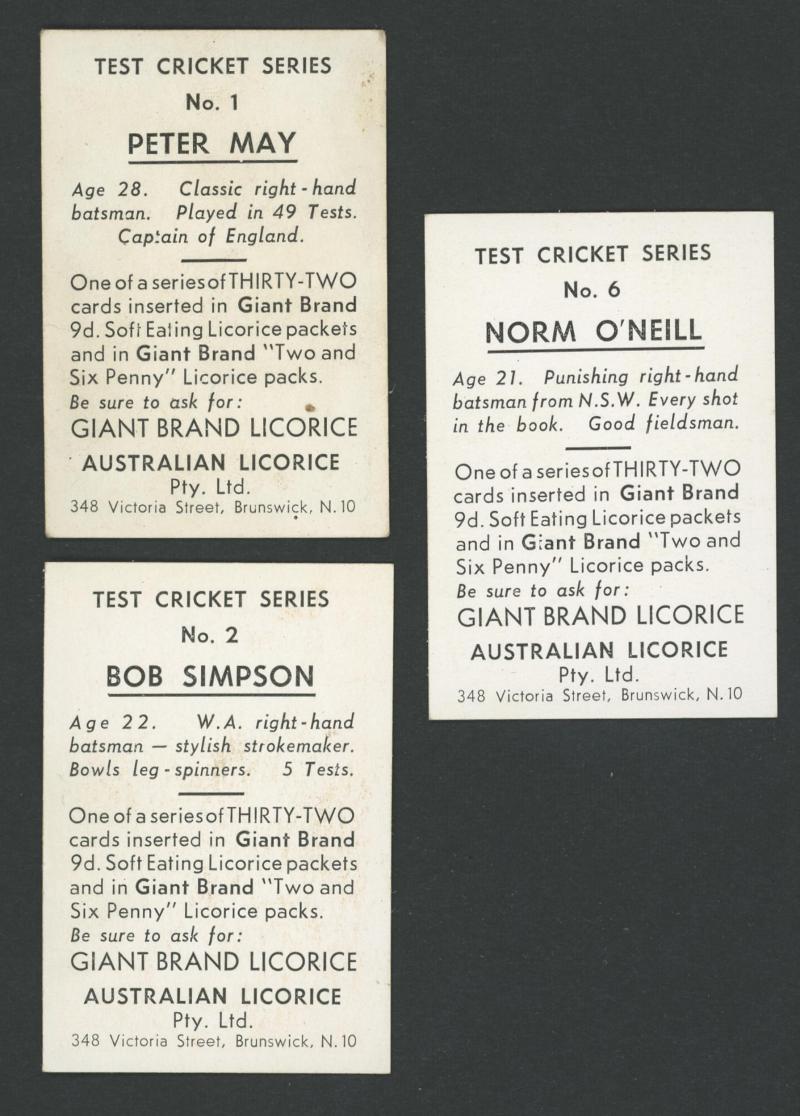 TEST CRICKET SERIES
No. 1
PETER MAY
Age 28. Classic right-hand
batsman. Played in 49 Tests.
Captain of England.
One of a series of THIRTY-TWO
cards inserted in Giant Brand
9d. Soft Eating Licorice packets
and in Giant Brand "Two and
Six Penny" Licorice packs.
Be sure to ask for:
GIANT BRAND LICORICE
AUSTRALIAN LICORICE
Pty. Ltd.
348 Victoria Street, Brunswick, N.10
TEST CRICKET SERIES
No. 2
BOB SIMPSON
Age 22. W.A. right-hand
batsman — stylish strokemaker.
Bowls leg-spinners. 5 Tests.
One of a series of THIRTY-TWO
cards inserted in Giant Brand
9d. Soft Eating Licorice packets
and in Giant Brand "Two and
Six Penny" Licorice packs.
Be sure to ask for:
GIANT BRAND LICORICE
AUSTRALIAN LICORICE
Pty. Ltd.
348 Victoria Street, Brunswick, N.10
TEST CRICKET SERIES
No. 6
NORM O'NEILL
Age 21. Punishing right-hand
batsman from N.S.W. Every shot
in the book. Good fieldsman.
One of a series of THIRTY-TWO
cards inserted in Giant Brand
9d. Soft Eating Licorice packets
and in Giant Brand "Two and
Six Penny" Licorice packs.
Be sure to ask for:
GIANT BRAND LICORICE
AUSTRALIAN LICORICE
Pty. Ltd.
348 Victoria Street, Brunswick, N.10